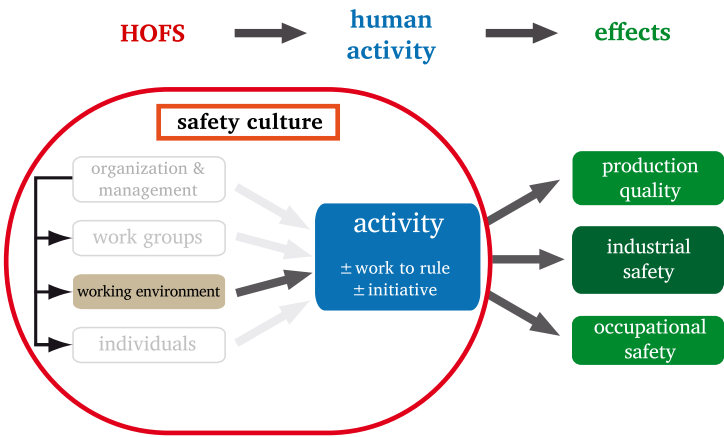 HOFS
human
activity
effects
safety culture
organization &
management
work groups
working environment
individuals
activity
± work to rule
± initiative
production
quality
industrial
safety
occupational
safety